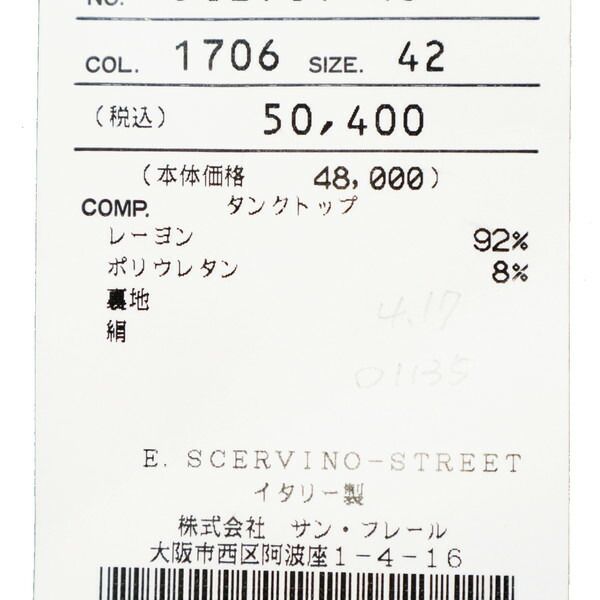 NO.
COL. 1706 SIZE. 42
(税込) 50,400
(本体価格 48,000)
COMP. タンクトップ
レーヨン 92%
ポリウレタン 8%
裏地
絹
4.17
01135
E. SCERVINO-STREET
イタリー製
株式会社 サン・フレール
大阪市西区阿波座1-4-16